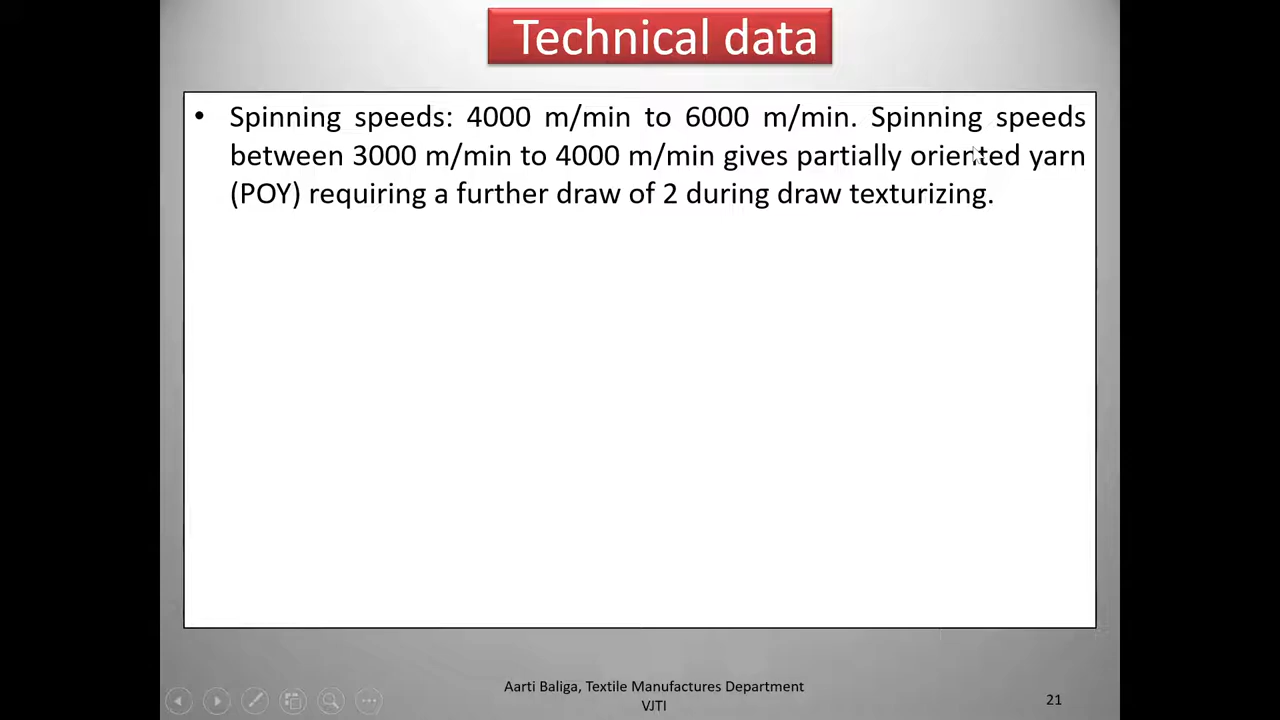 Technical data
• Spinning speeds: 4000 m/min to 6000 m/min. Spinning speeds
between 3000 m/min to 4000 m/min gives partially oriented yarn
(POY) requiring a further draw of 2 during draw texturizing.
Aarti Baliga, Textile Manufactures Department
VJTI
21